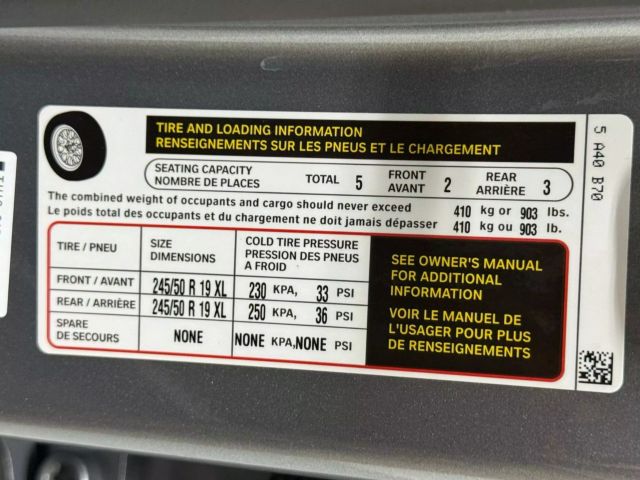 TIRE AND LOADING INFORMATION
RENSEIGNEMENTS SUR LES PNEUS ET LE CHARGEMENT
SEATING CAPACITY
NOMBRE DE PLACES
TOTAL 5
FRONT
AVANT 2
REAR
ARRIÈRE 3
The combined weight of occupants and cargo should never exceed 410 kg or 903 lbs.
Le poids total des occupants et du chargement ne doit jamais dépasser 410 kg ou 903 lb.
TIRE / PNEU
SIZE
DIMENSIONS
COLD TIRE PRESSURE
PRESSION DES PNEUS
A FROID
FRONT / AVANT 245/50 R 19 XL 230 KPA, 33 PSI
REAR / ARRIÈRE 245/50 R 19 XL 250 KPA, 36 PSI
SPARE
DE SECOURS NONE NONE KPA,NONE PSI
SEE OWNER'S MANUAL
FOR ADDITIONAL
INFORMATION
VOIR LE MANUEL DE
L'USAGER POUR PLUS
DE RENSEIGNEMENTS
5 A40 B70